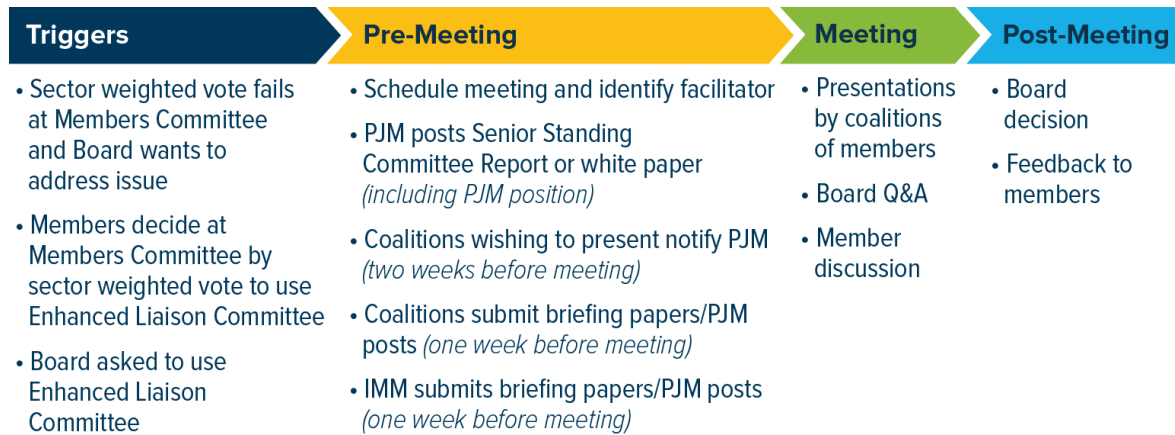 Triggers
• Sector weighted vote fails
at Members Committee
and Board wants to
address issue
• Members decide at
Members Committee by
sector weighted vote to use
Enhanced Liaison Committee
• Board asked to use
Enhanced Liaison
Committee
Pre-Meeting
• Schedule meeting and identify facilitator
• PJM posts Senior Standing
Committee Report or white paper
(including PJM position)
• Coalitions wishing to present notify PJM
(two weeks before meeting)
• Coalitions submit briefing papers/PJM
posts (one week before meeting)
• IMM submits briefing papers/PJM posts
(one week before meeting)
Meeting
• Presentations
by coalitions
of members
• Board Q&A
• Member
discussion
Post-Meeting
• Board
decision
• Feedback to
members